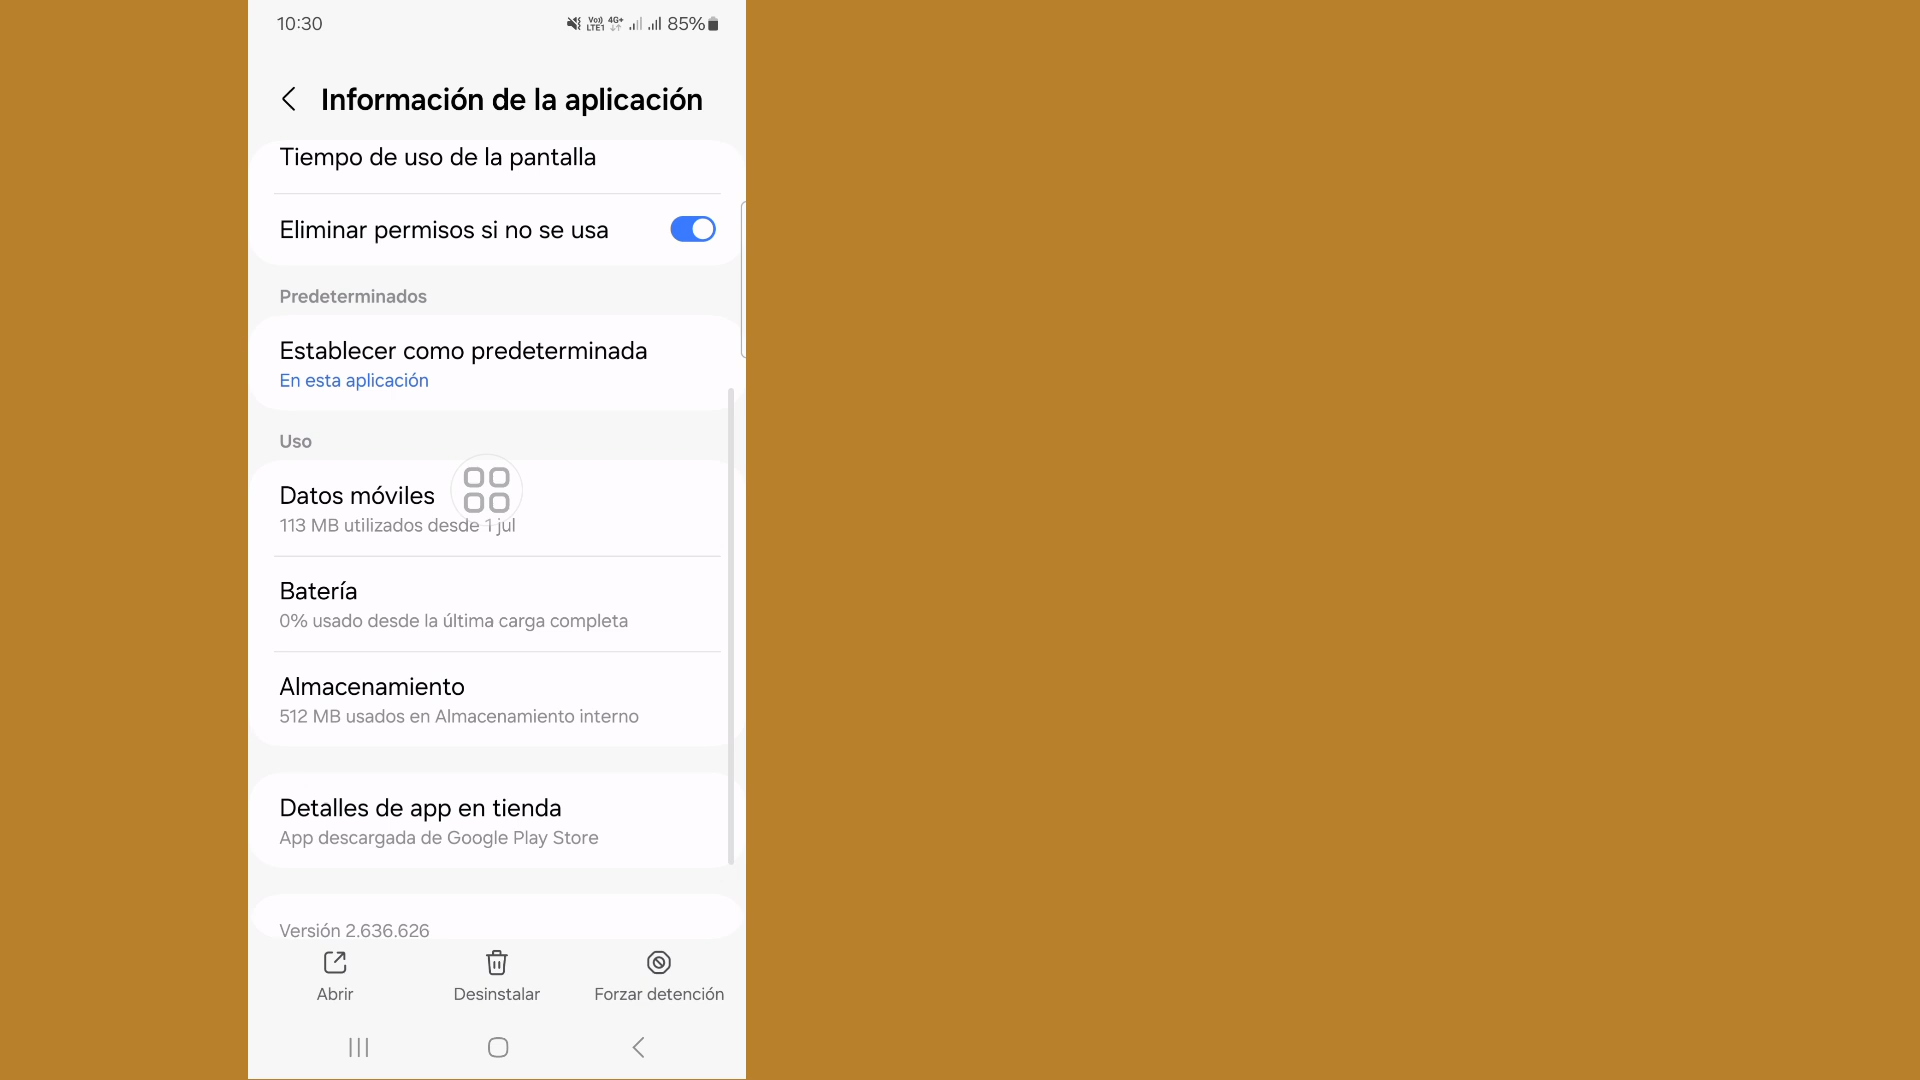 10:30
Vo)) 4G+ 85%
LTE1
Información de la aplicación
Tiempo de uso de la pantalla
Eliminar permisos si no se usa
Predeterminados
Establecer como predeterminada
En esta aplicación
Uso
Datos móviles
113 MB utilizados desde 1 jul
Batería
0% usado desde la última carga completa
Almacenamiento
512 MB usados en Almacenamiento interno
Detalles de app en tienda
App descargada de Google Play Store
Versión 2.636.626
Abrir
Desinstalar
Forzar detención